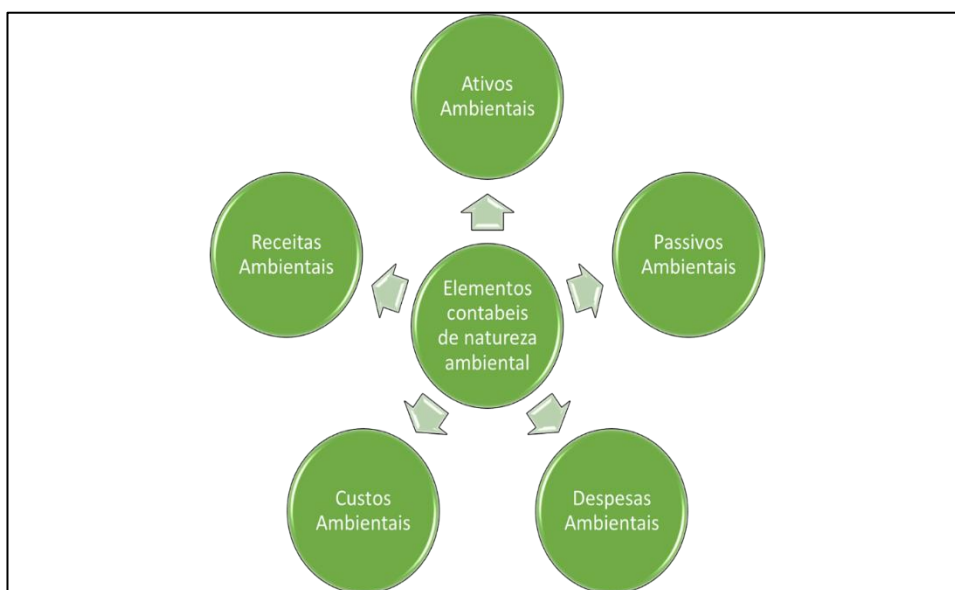 Ativos
Ambientais
Receitas
Ambientais
Passivos
Ambientais
Elementos
contabeis
de natureza
ambiental
Custos
Ambientais
Despesas
Ambientais